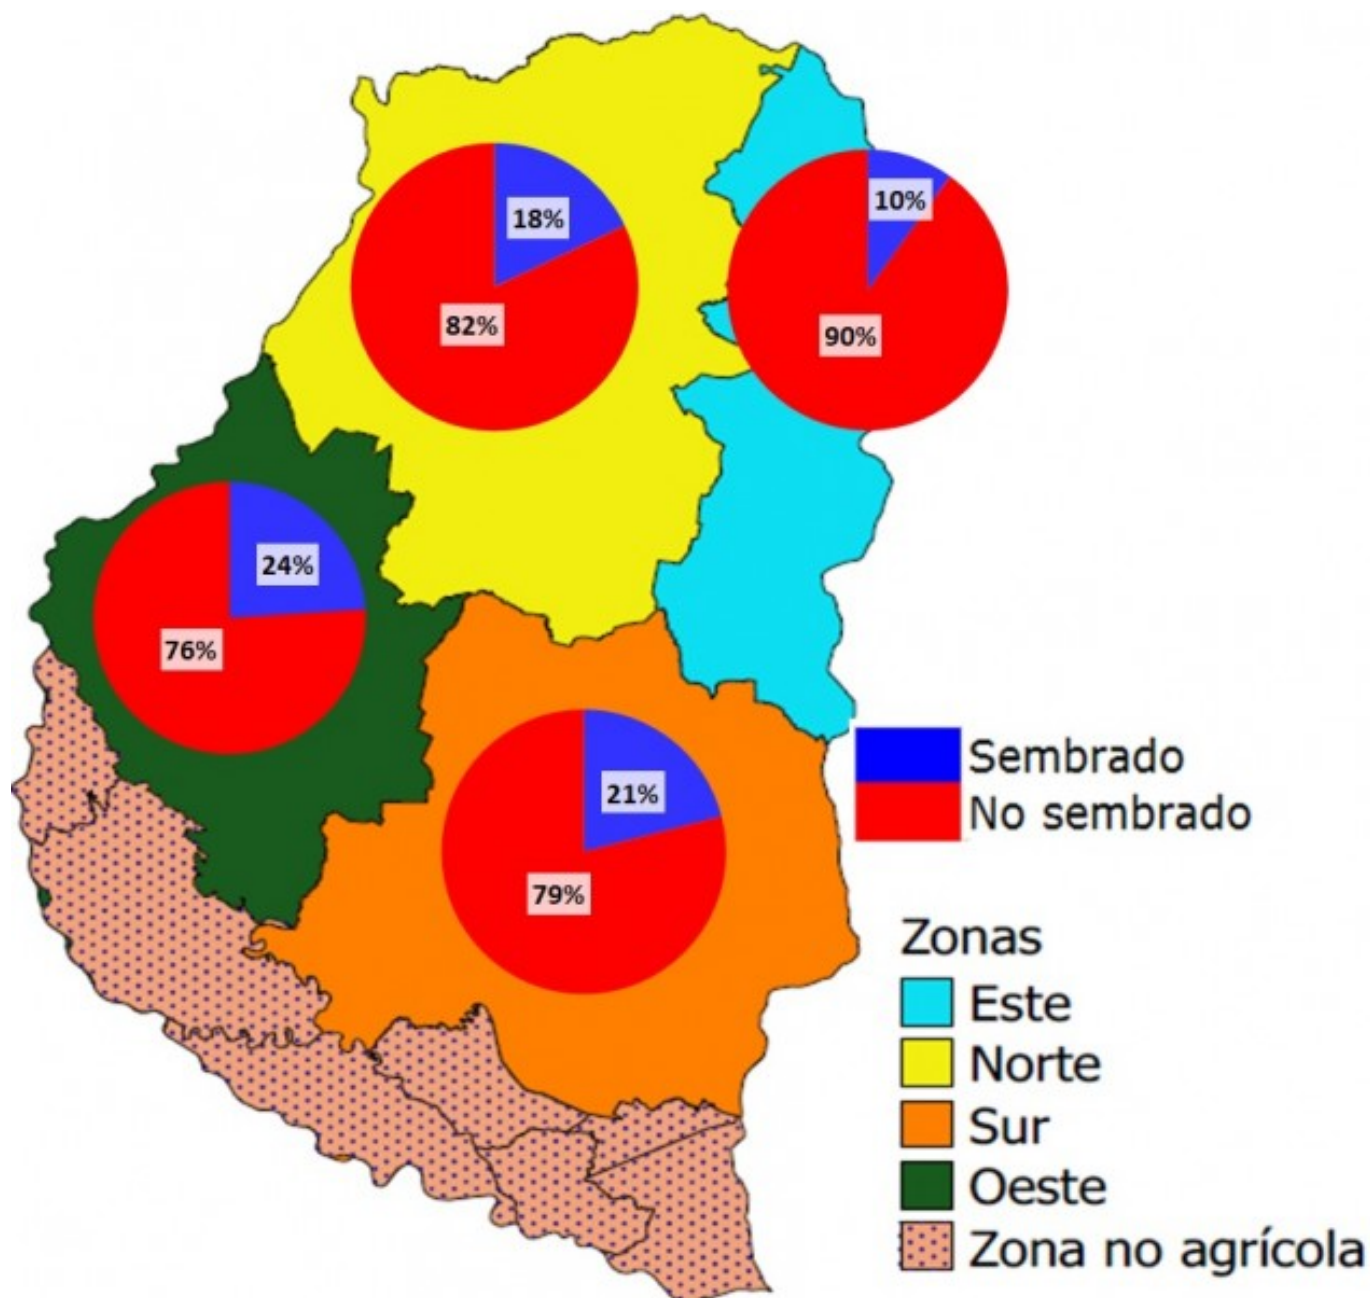 18%
82%
10%
90%
24%
76%
21%
79%
Sembrado
No sembrado
Zonas
Este
Norte
Sur
Oeste
Zona no agrícola